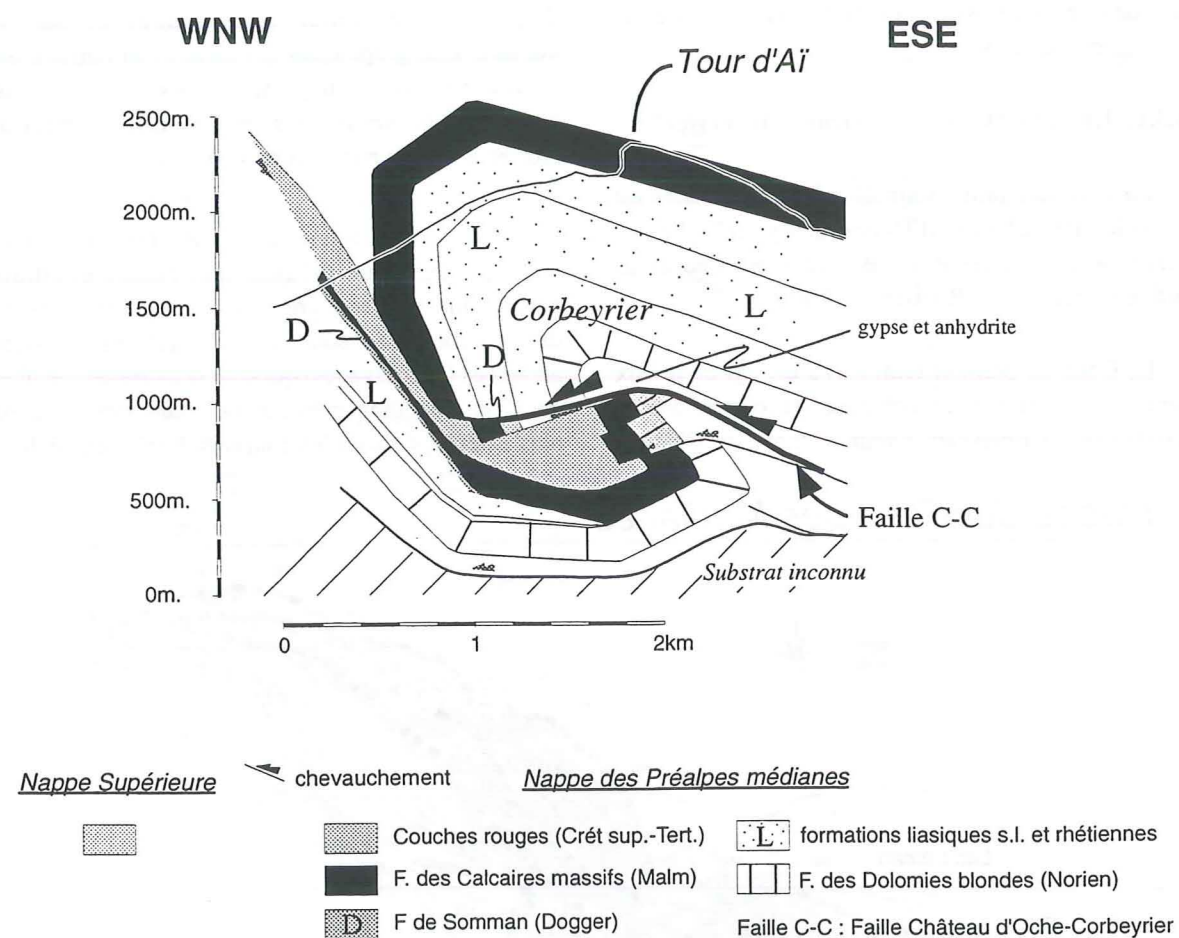 WNW
ESE
Tour d'Aï
2500m.
2000m.
1500m.
1000m.
500m.
0m.
L
L
Corbeyrier
gypse et anhydrite
D
D
L
Faille C-C
Substrat inconnu
0
1
2km
Nappe Supérieure
chevauchement
Nappe des Préalpes médianes
Couches rouges (Crét sup.-Tert.)
L formations liasiques s.l. et rhétiennes
F. des Calcaires massifs (Malm)
F. des Dolomies blondes (Norien)
D F de Somman (Dogger)
Faille C-C : Faille Château d'Oche-Corbeyrier